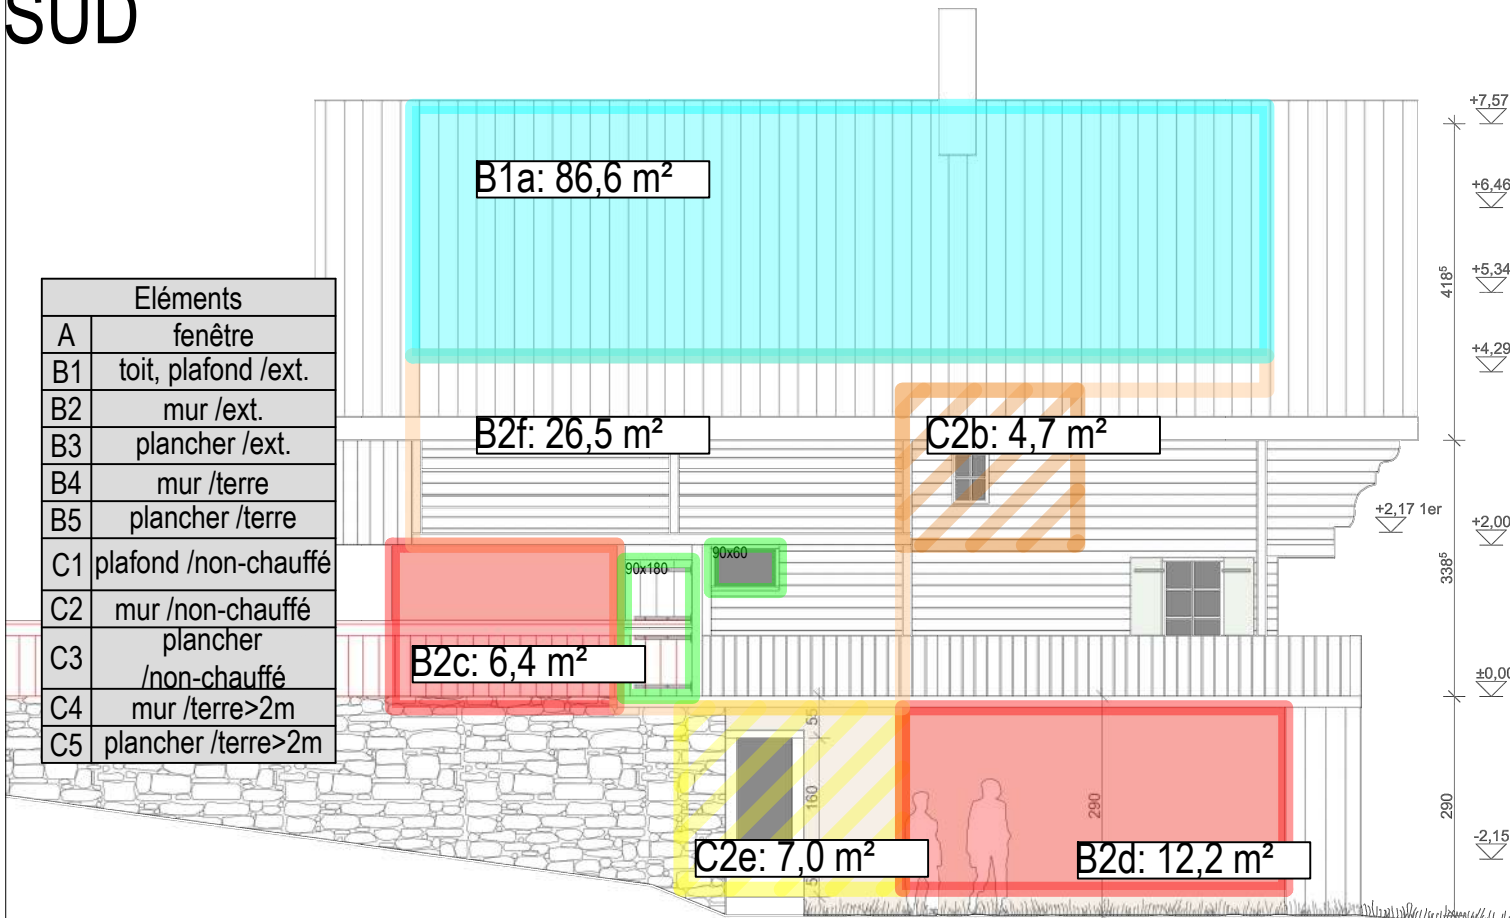 SUD
+7,57
B1a: 86,6 m²
+6,46
+5,34
418⁵
Eléments
A fenêtre
B1 toit, plafond /ext.
B2 mur /ext.
B3 plancher /ext.
B4 mur /terre
B5 plancher /terre
C1 plafond /non-chauffé
C2 mur /non-chauffé
C3 plancher
/non-chauffé
C4 mur /terre>2m
C5 plancher /terre>2m
+4,29
B2f: 26,5 m²
C2b: 4,7 m²
+2,17 1er
+2,00
90x180
90x60
338⁵
B2c: 6,4 m²
±0,00
55
160
290
290
-2,15
C2e: 7,0 m²
B2d: 12,2 m²